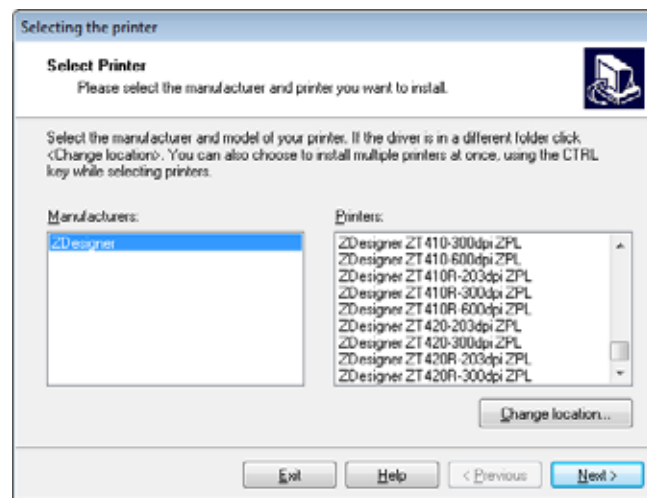 Selecting the printer
Select Printer
Please select the manufacturer and printer you want to install.
Select the manufacturer and model of your printer. If the driver is in a different folder click
<Change location>. You can also choose to install multiple printers at once, using the CTRL
key while selecting printers.
Manufacturers:
ZDesigner
Printers:
ZDesigner ZT410-300dpi ZPL
ZDesigner ZT410-600dpi ZPL
ZDesigner ZT410R-203dpi ZPL
ZDesigner ZT410R-300dpi ZPL
ZDesigner ZT410R-600dpi ZPL
ZDesigner ZT420-203dpi ZPL
ZDesigner ZT420-300dpi ZPL
ZDesigner ZT420R-203dpi ZPL
ZDesigner ZT420R-300dpi ZPL
Change location...
Exit
Help
< Previous
Next >